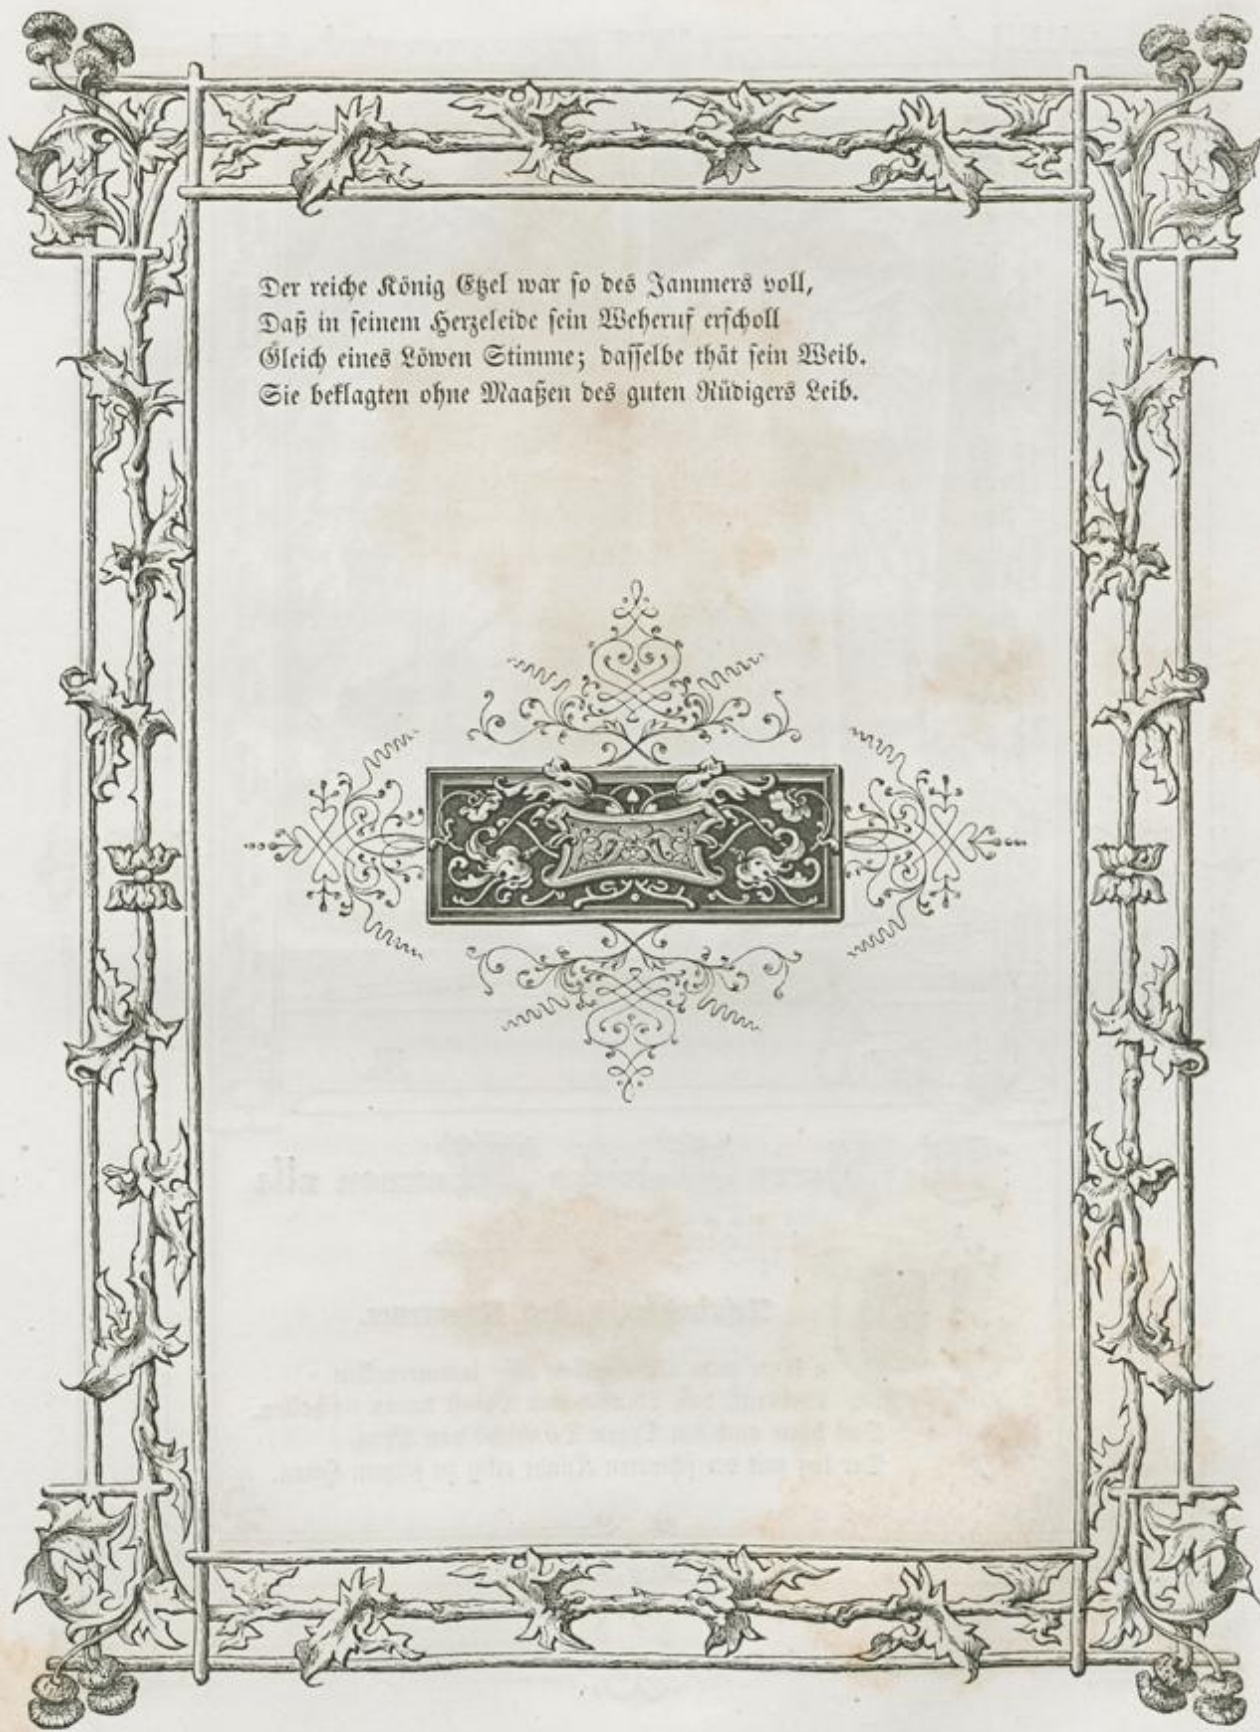 Der reiche König Etzel war so des Jammers voll,
Daß in seinem Herzeleide sein Weheruf erscholl
Gleich eines Löwen Stimme; dasselbe thät sein Weib.
Sie beklagten ohne Maaßen des guten Rüdigers Leib.